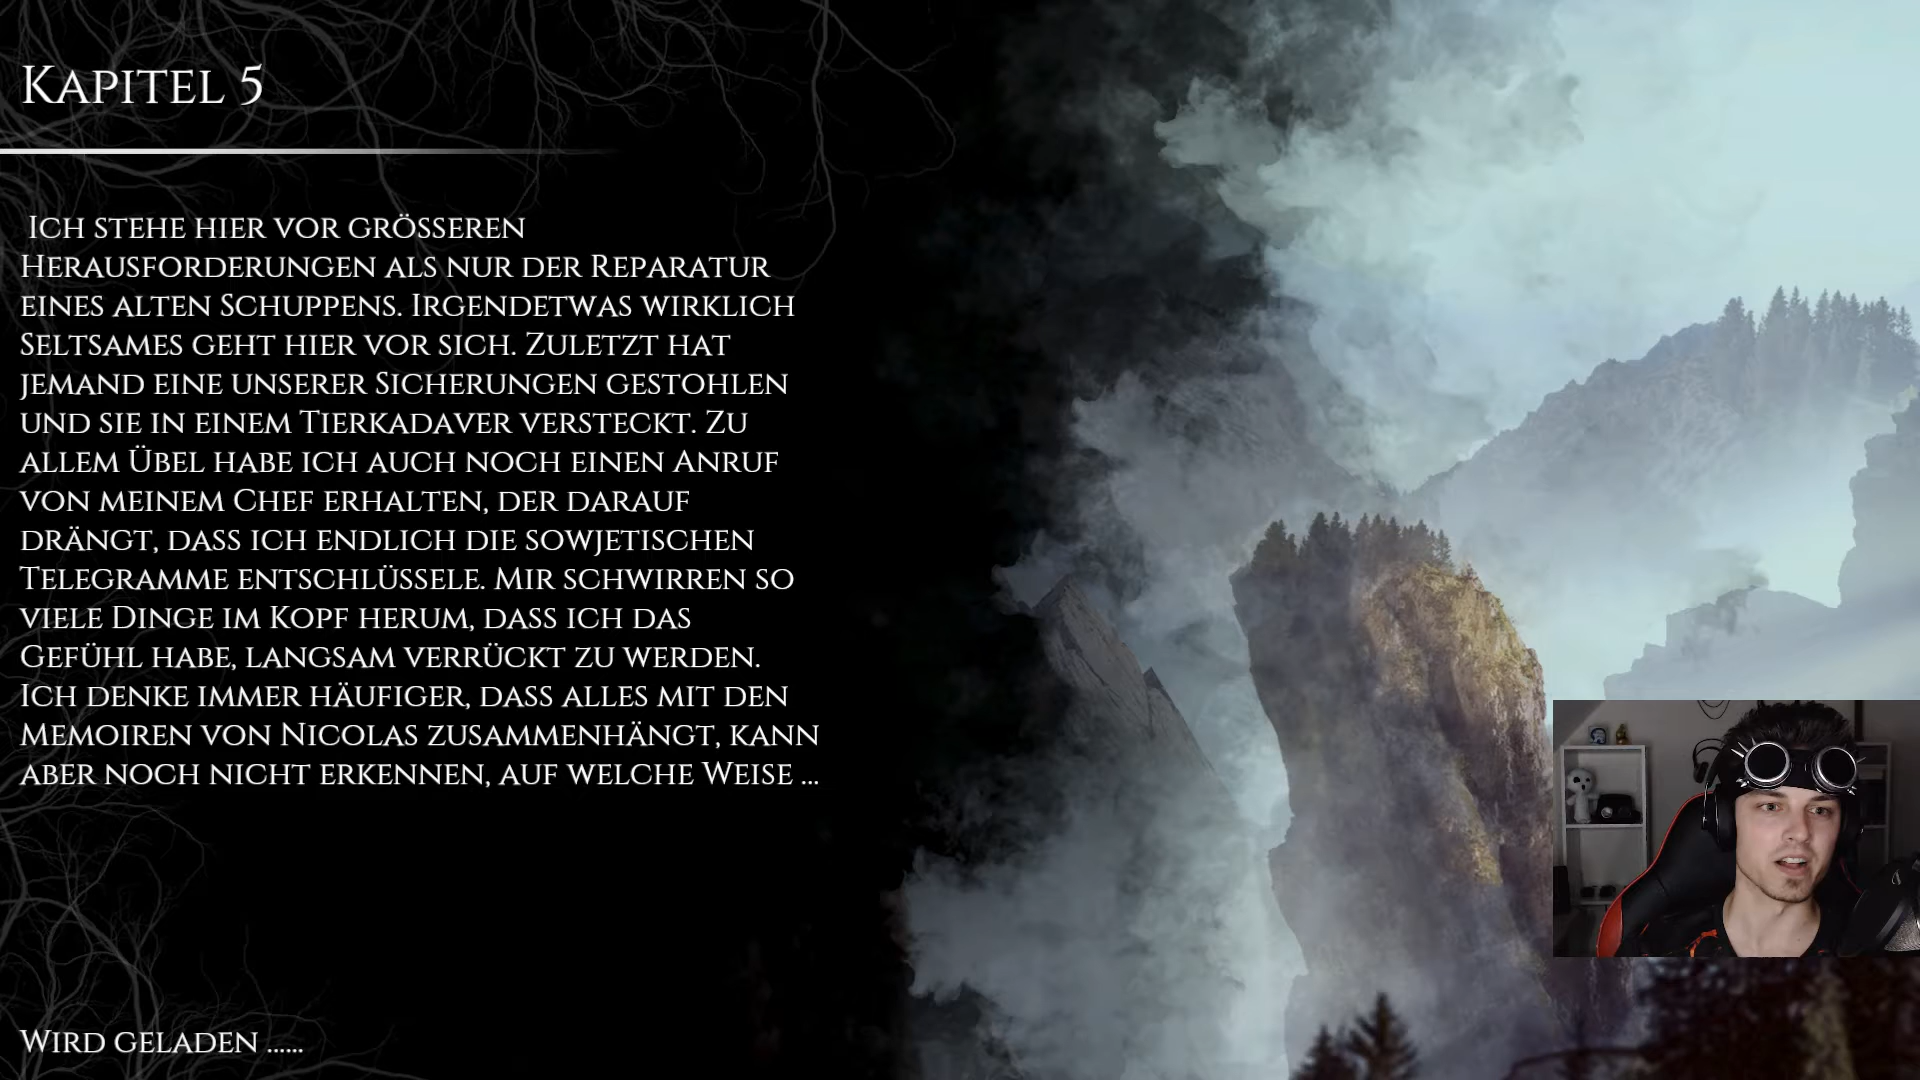 Kapitel 5
Ich stehe hier vor grösseren
Herausforderungen als nur der Reparatur
eines alten Schuppens. Irgendetwas wirklich
Seltsames geht hier vor sich. Zuletzt hat
jemand eine unserer Sicherungen gestohlen
und sie in einem Tierkadaver versteckt. Zu
allem Übel habe ich auch noch einen Anruf
von meinem Chef erhalten, der darauf
drängt, dass ich endlich die sowjetischen
Telegramme entschlüssele. Mir schwirren so
viele Dinge im Kopf herum, dass ich das
Gefühl habe, langsam verrückt zu werden.
Ich denke immer häufiger, dass alles mit den
Memoiren von Nicolas zusammenhängt, kann
aber noch nicht erkennen, auf welche Weise ...
Wird geladen ......